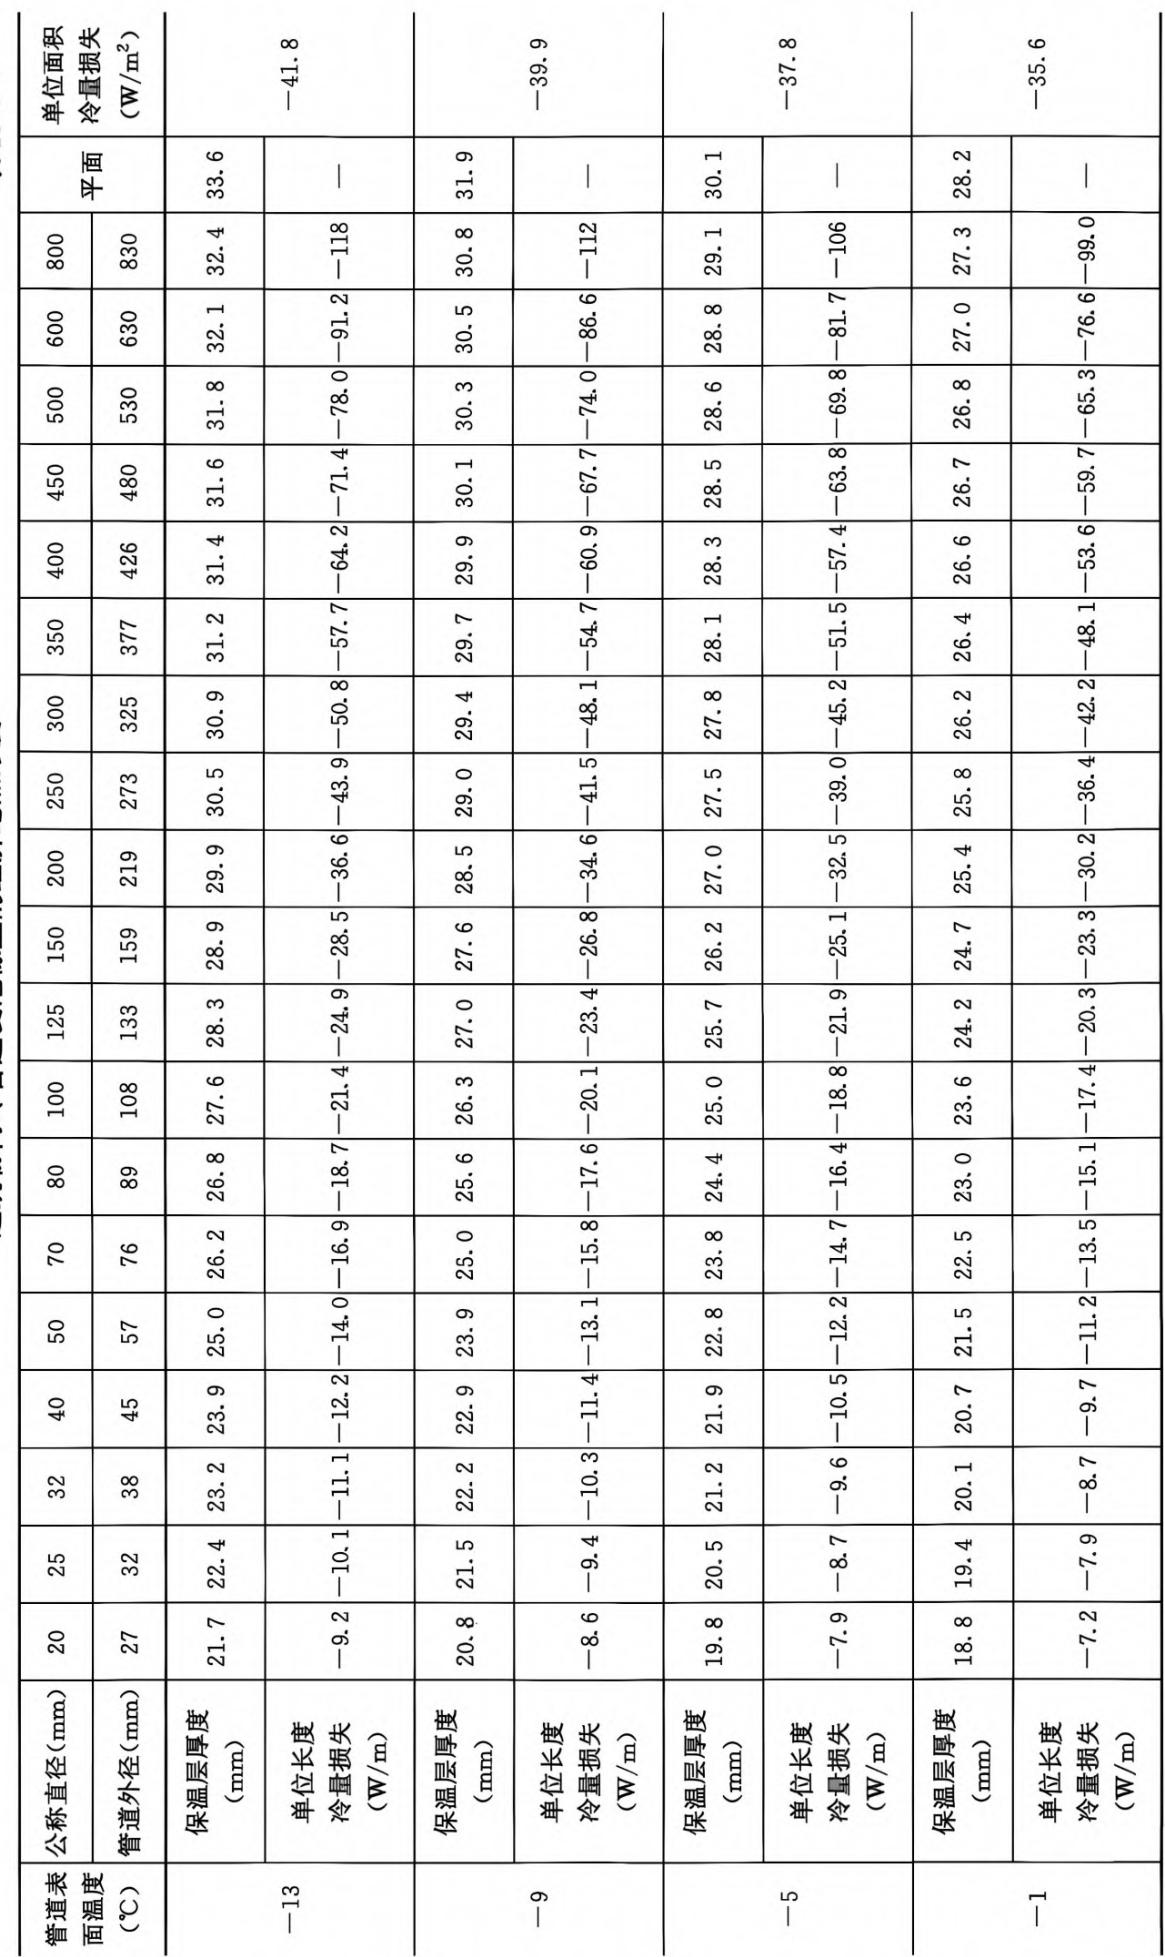 管道表面温度(℃) 公称直径(mm) 20 25 32 40 50 70 80 100 125 150 200 250 300 350 400 450 500 600 800 平面 单位面积冷量损失(W/m²)
管道外径(mm) 27 32 38 45 57 76 89 108 133 159 219 273 325 377 426 480 530 630 830
—13 保温层厚度(mm) 21.7 22.4 23.2 23.9 25.0 26.2 26.8 27.6 28.3 28.9 29.9 30.5 30.9 31.2 31.4 31.6 31.8 32.1 32.4 33.6 —41.8
单位长度冷量损失(W/m) —9.2 —10.1 —11.1 —12.2 —14.0 —16.9 —18.7 —21.4 —24.9 —28.5 —36.6 —43.9 —50.8 —57.7 —64.2 —71.4 —78.0 —91.2 —118 —
—9 保温层厚度(mm) 20.8 21.5 22.2 22.9 23.9 25.0 25.6 26.3 27.0 27.6 28.5 29.0 29.4 29.7 29.9 30.1 30.3 30.5 30.8 31.9 —39.9
单位长度冷量损失(W/m) —8.6 —9.4 —10.3 —11.4 —13.1 —15.8 —17.6 —20.1 —23.4 —26.8 —34.6 —41.5 —48.1 —54.7 —60.9 —67.7 —74.0 —86.6 —112 —
—5 保温层厚度(mm) 19.8 20.5 21.2 21.9 22.8 23.8 24.4 25.0 25.7 26.2 27.0 27.5 27.8 28.1 28.3 28.5 28.6 28.8 29.1 30.1 —37.8
单位长度冷量损失(W/m) —7.9 —8.7 —9.6 —10.5 —12.2 —14.7 —16.4 —18.8 —21.9 —25.1 —32.5 —39.0 —45.2 —51.5 —57.4 —63.8 —69.8 —81.7 —106 —
—1 保温层厚度(mm) 18.8 19.4 20.1 20.7 21.5 22.5 23.0 23.6 24.2 24.7 25.4 25.8 26.2 26.4 26.6 26.7 26.8 27.0 27.3 28.2 —35.6
单位长度冷量损失(W/m) —7.2 —7.9 —8.7 —9.7 —11.2 —13.5 —15.1 —17.4 —20.3 —23.3 —30.2 —36.4 —42.2 —48.1 —53.6 —59.7 —65.3 —76.6 —99.0 —